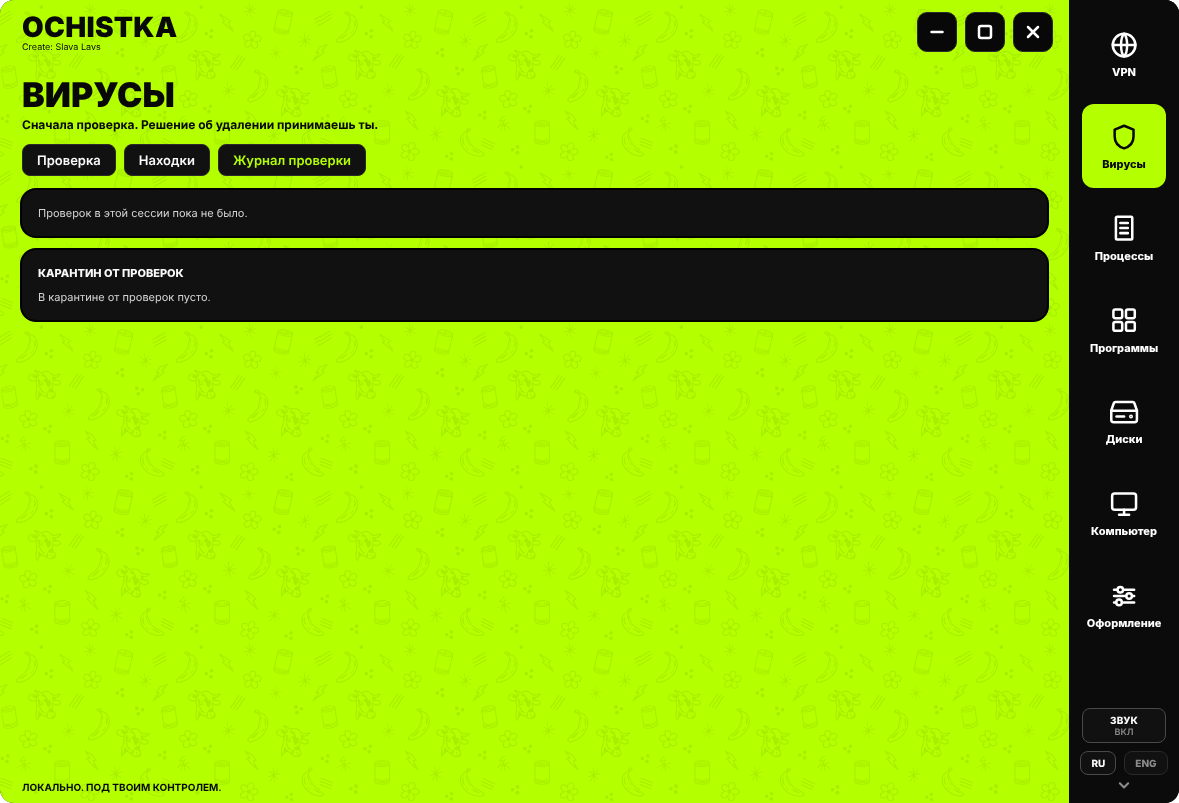 OCHISTKA
Create: Slava Lavs
ВИРУСЫ
Сначала проверка. Решение об удалении принимаешь ты.
Проверка
Находки
Журнал проверки
Проверок в этой сессии пока не было.
КАРАНТИН ОТ ПРОВЕРОК
В карантине от проверок пусто.
ЛОКАЛЬНО. ПОД ТВОИМ КОНТРОЛЕМ.
VPN
Вирусы
Процессы
Программы
Диски
Компьютер
Оформление
ЗВУК
ВКЛ
RU
ENG